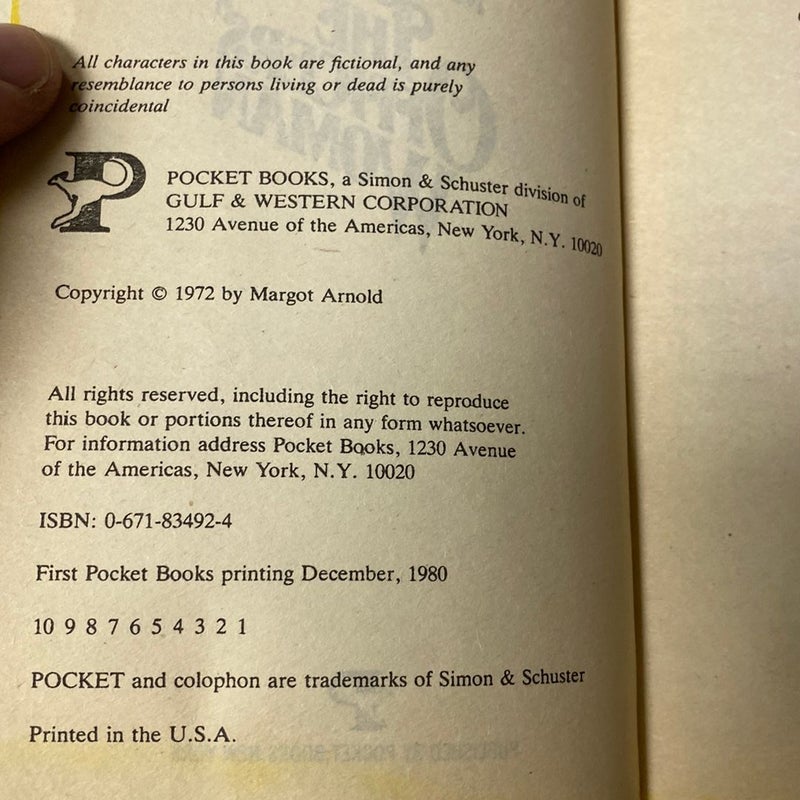 All characters in this book are fictional, and any
resemblance to persons living or dead is purely
coincidental
P
POCKET BOOKS, a Simon & Schuster division of
GULF & WESTERN CORPORATION
1230 Avenue of the Americas, New York, N.Y. 10020
Copyright © 1972 by Margot Arnold
All rights reserved, including the right to reproduce
this book or portions thereof in any form whatsoever.
For information address Pocket Books, 1230 Avenue
of the Americas, New York, N.Y. 10020
ISBN: 0-671-83492-4
First Pocket Books printing December, 1980
10 9 8 7 6 5 4 3 2 1
POCKET and colophon are trademarks of Simon & Schuster
Printed in the U.S.A.